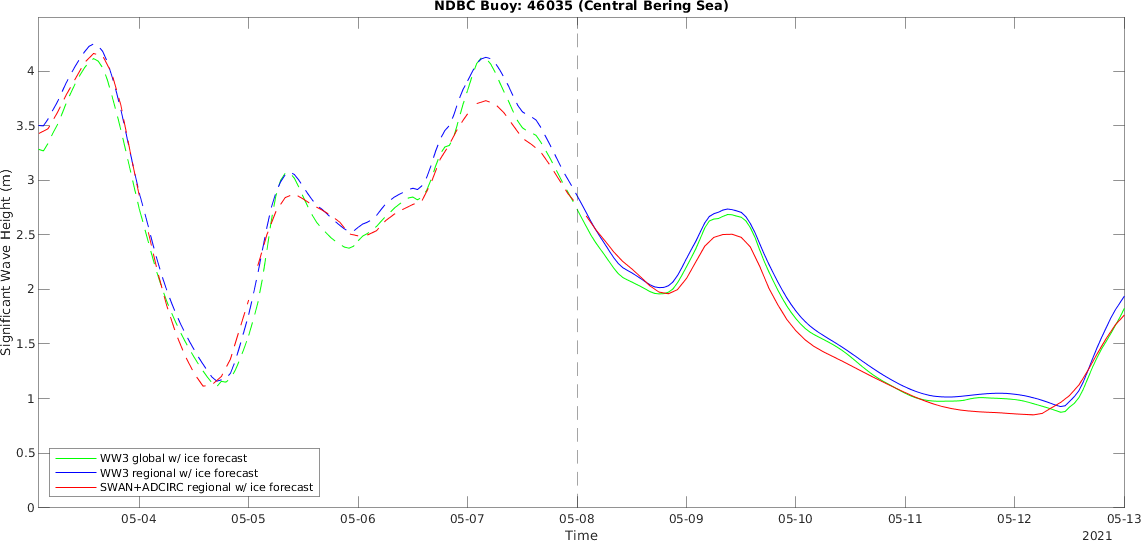 NDBC Buoy: 46035 (Central Bering Sea)
Significant Wave Height (m)
4
3.5
3
2.5
2
1.5
1
0.5
0
WW3 global w/ ice forecast
WW3 regional w/ ice forecast
SWAN+ADCIRC regional w/ ice forecast
05-04 05-05 05-06 05-07 05-08 05-09 05-10 05-11 05-12 05-13
Time
2021